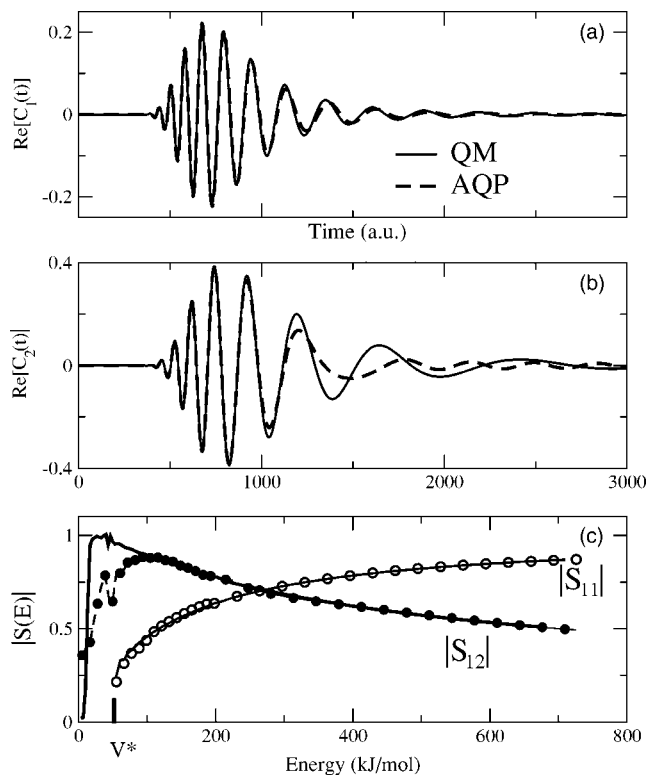 (a)
0.2
0
-0.2
Re[C₁(t)]
QM
AQP
Time (a.u.)
(b)
0.4
0
-0.4
Re[C₂(t)|
0 1000 2000 3000
(c)
1
0.5
0
|S(E)|
|S₁₁|
|S₁₂|
0 200 400 600 800
V*
Energy (kJ/mol)